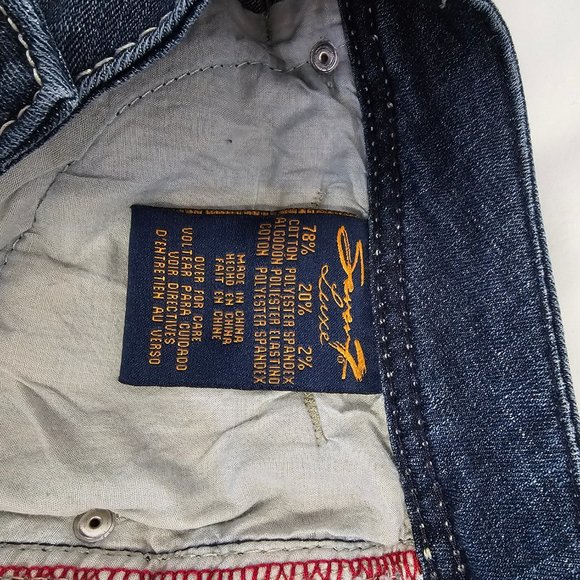 Seven7
Luxe®
78% 20% 2%
COTTON POLYESTER SPANDEX
ALGODON POLYESTER ELASTINO
COTON POLYESTER SPANDEX
MADE IN CHINA
HECHO EN CHINA
FAIT EN CHINE
OVER FOR CARE
VOLTEAR PARA CUIDADO
VOIR DIRECTIVES
D'ENTRETIEN AU VERSO